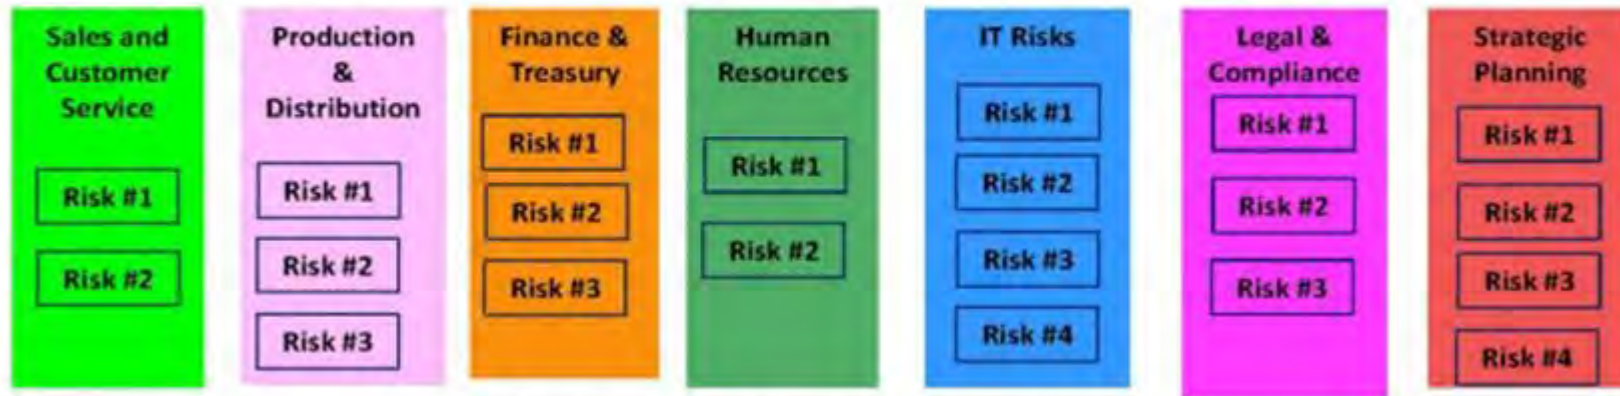 Sales and
Customer
Service
Risk #1
Risk #2
Production
&
Distribution
Risk #1
Risk #2
Risk #3
Finance &
Treasury
Risk #1
Risk #2
Risk #3
Human
Resources
Risk #1
Risk #2
IT Risks
Risk #1
Risk #2
Risk #3
Risk #4
Legal &
Compliance
Risk #1
Risk #2
Risk #3
Strategic
Planning
Risk #1
Risk #2
Risk #3
Risk #4